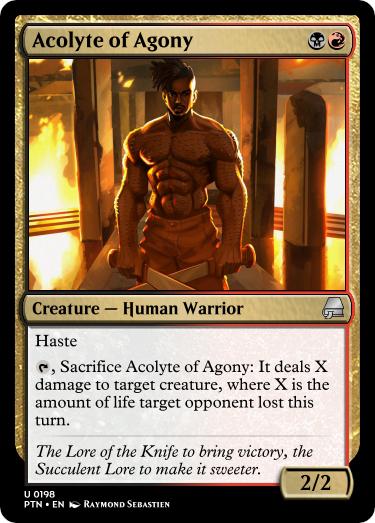 Acolyte of Agony
Creature — Human Warrior
Haste
, Sacrifice Acolyte of Agony: It deals X
damage to target creature, where X is the
amount of life target opponent lost this
turn.
The Lore of the Knife to bring victory, the
Succulent Lore to make it sweeter.
2/2
U 0198
PTN • EN Raymond Sebastien